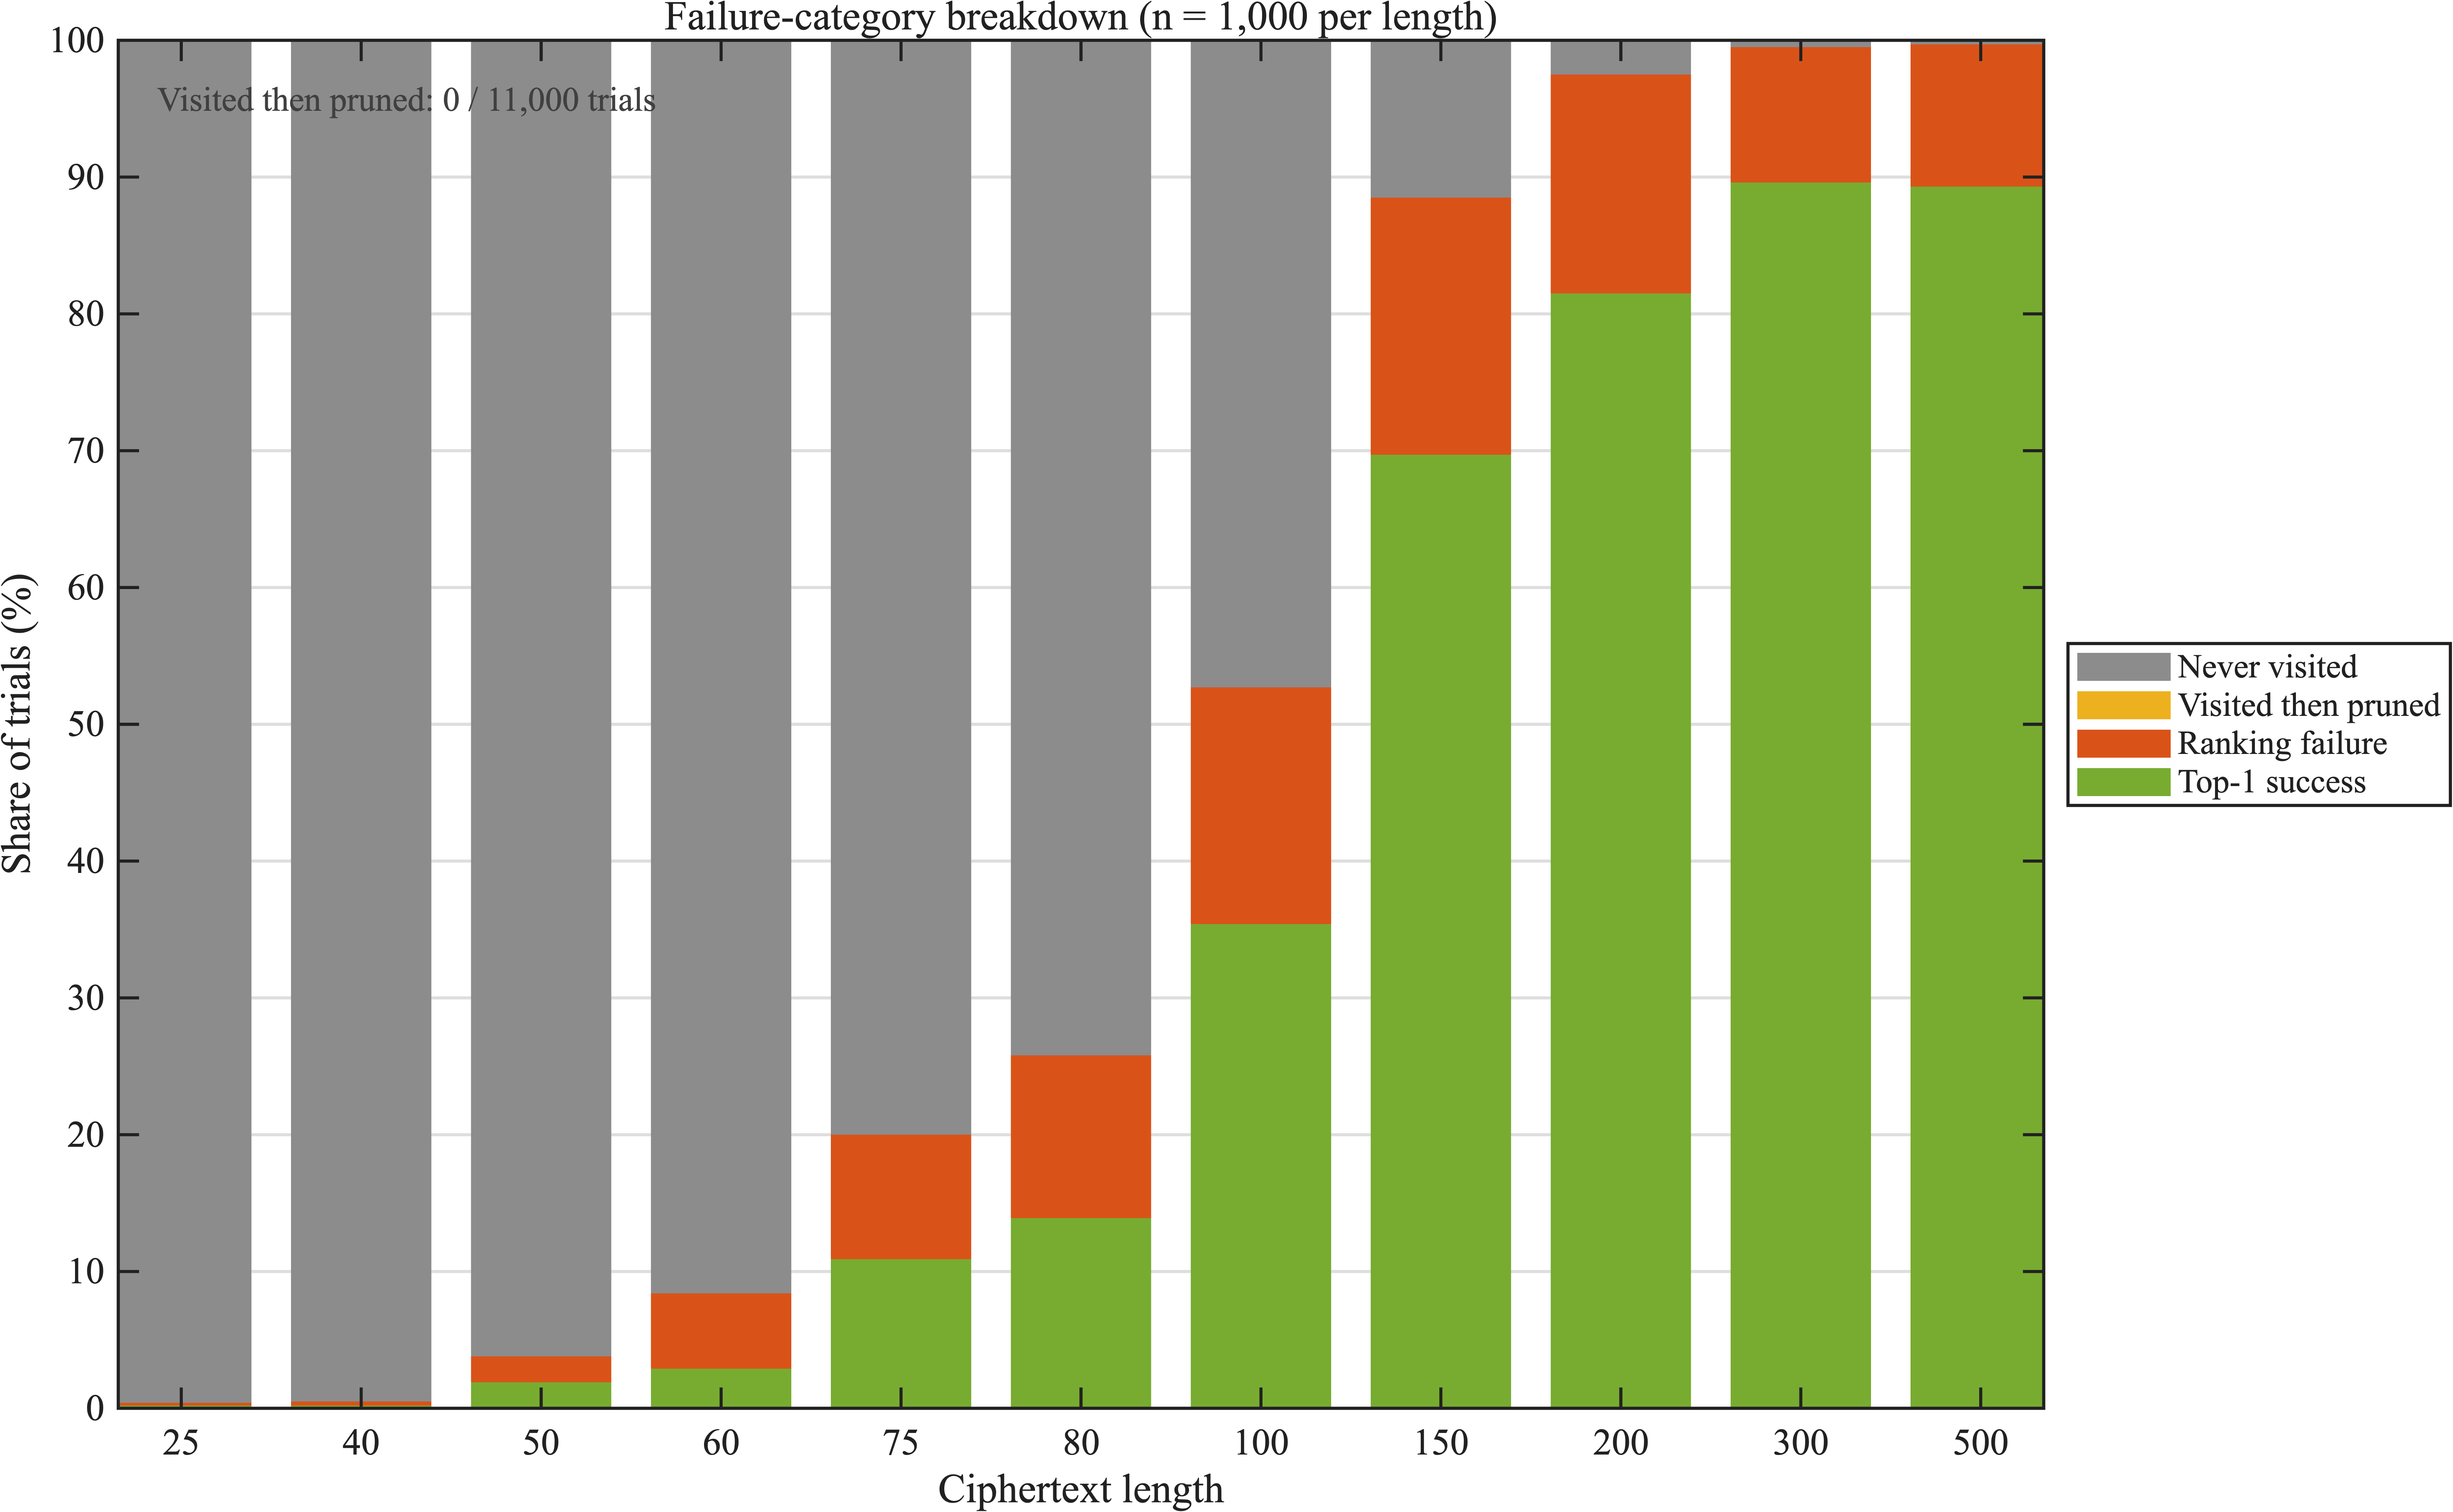 Failure-category breakdown (n = 1,000 per length)
100
Visited then pruned: 0 / 11,000 trials
90
80
70
60
50
40
30
20
10
0
Share of trials (%)
25 40 50 60 75 80 100 150 200 300 500
Ciphertext length
Never visited
Visited then pruned
Ranking failure
Top-1 success